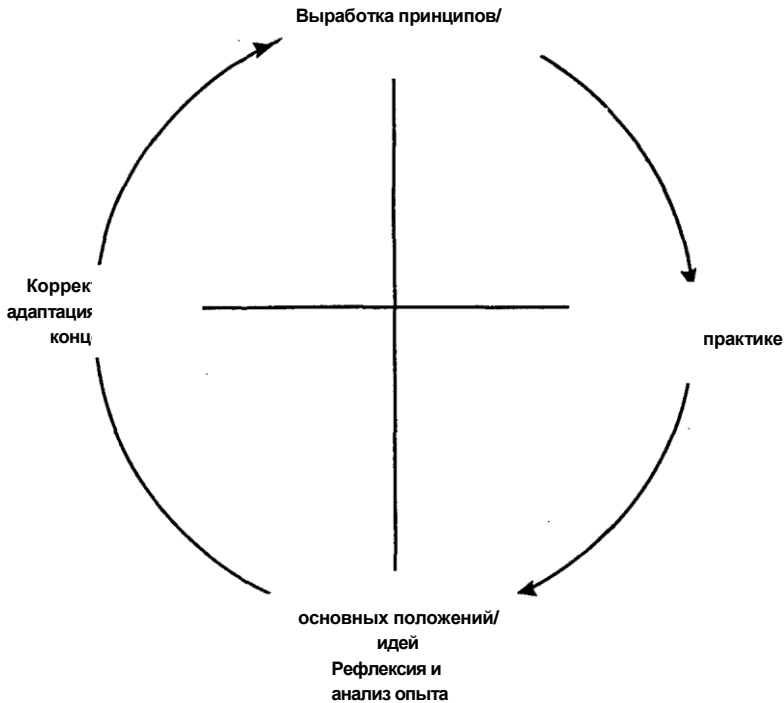 Выработка принципов/
Коррек
адаптация
конц
практике
основных положений/
идей
Рефлексия и
анализ опыта